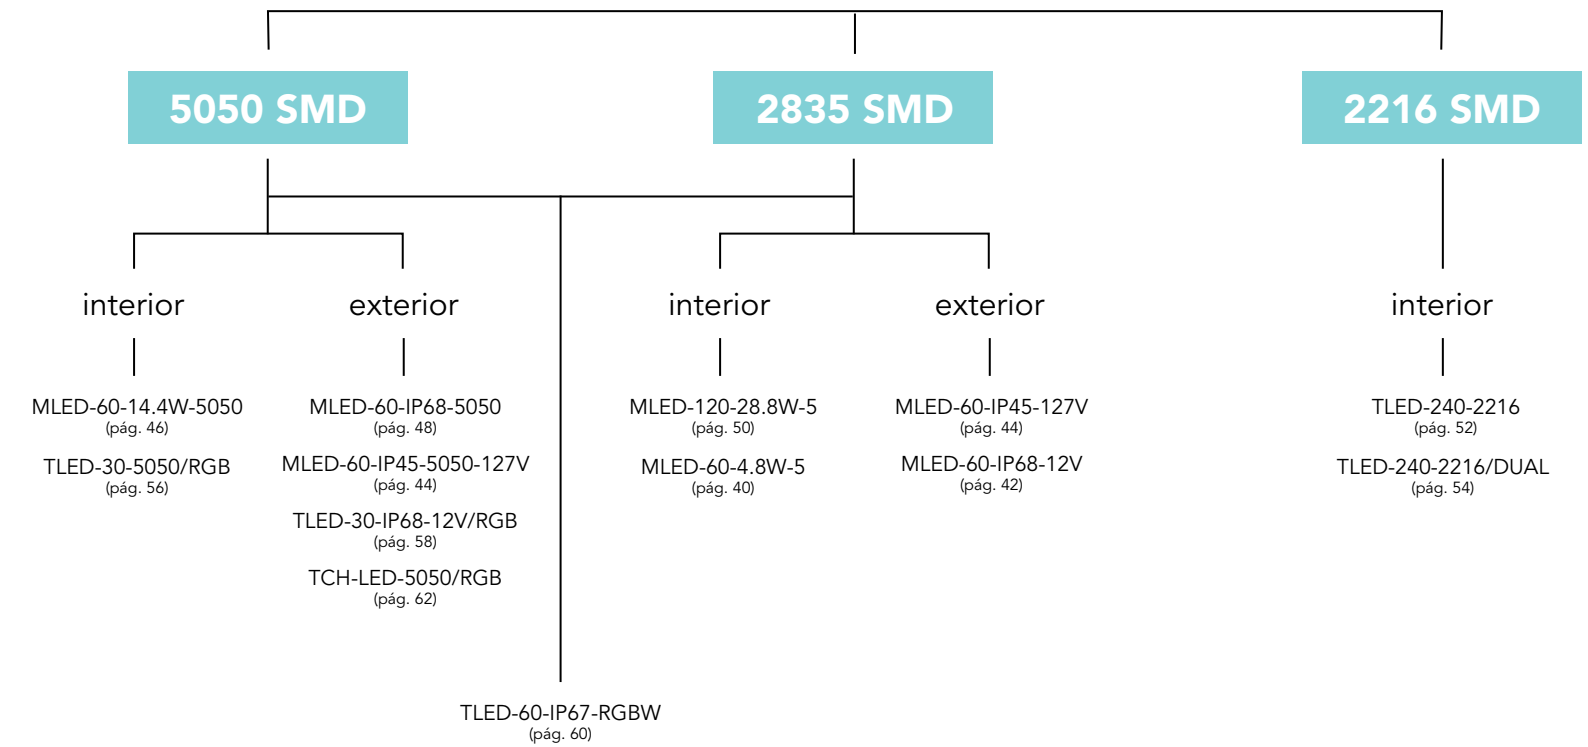 5050 SMD
2835 SMD
2216 SMD
interior
exterior
interior
exterior
interior
MLED-60-14.4W-5050
(pág. 46)
TLED-30-5050/RGB
(pág. 56)
MLED-60-IP68-5050
(pág. 48)
MLED-60-IP45-5050-127V
(pág. 44)
TLED-30-IP68-12V/RGB
(pág. 58)
TCH-LED-5050/RGB
(pág. 62)
MLED-120-28.8W-5
(pág. 50)
MLED-60-4.8W-5
(pág. 40)
MLED-60-IP45-127V
(pág. 44)
MLED-60-IP68-12V
(pág. 42)
TLED-240-2216
(pág. 52)
TLED-240-2216/DUAL
(pág. 54)
TLED-60-IP67-RGBW
(pág. 60)